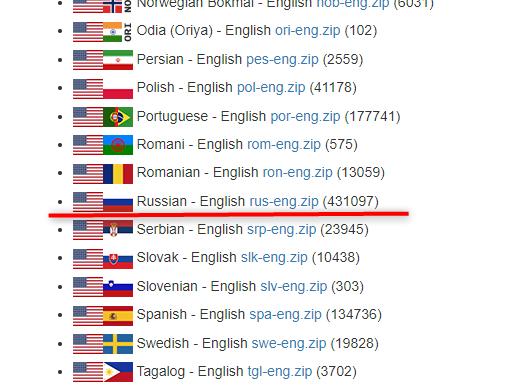 Norwegian Bokmål - English nob-eng.zip (6031)
Odia (Oriya) - English ori-eng.zip (102)
Persian - English pes-eng.zip (2559)
Polish - English pol-eng.zip (41178)
Portuguese - English por-eng.zip (177741)
Romani - English rom-eng.zip (575)
Romanian - English ron-eng.zip (13059)
Russian - English rus-eng.zip (431097)
Serbian - English srp-eng.zip (23945)
Slovak - English slk-eng.zip (10438)
Slovenian - English slv-eng.zip (303)
Spanish - English spa-eng.zip (134736)
Swedish - English swe-eng.zip (19828)
Tagalog - English tgl-eng.zip (3702)